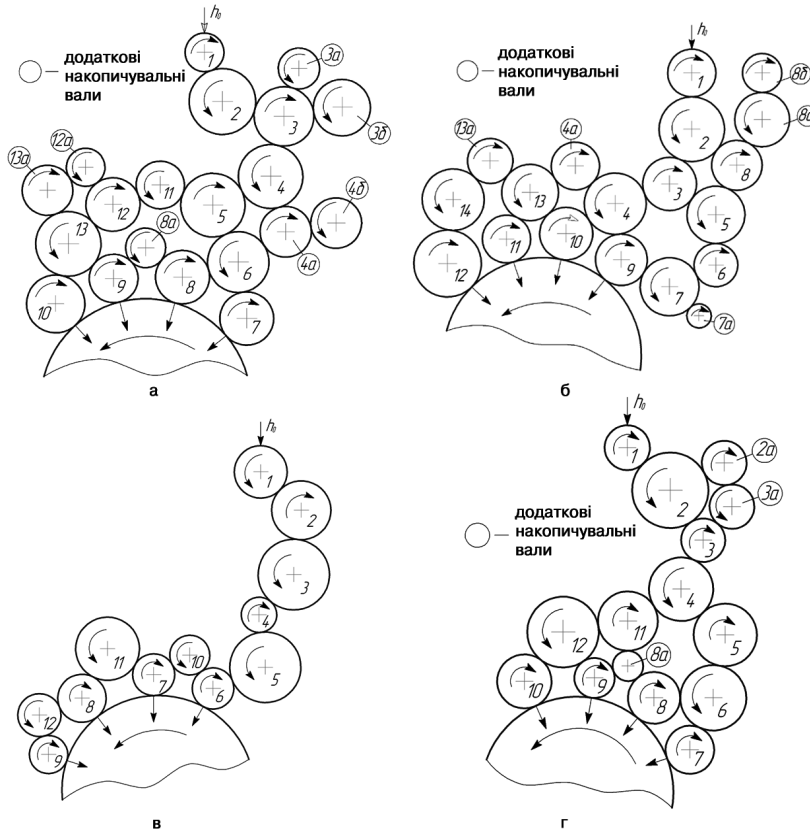 h₀
додаткові
накопичувальні
вали
1
2
3
3а
3б
4
4а
4б
5
6
7
8
8а
9
10
11
12
12а
13
13а
а
h₀
додаткові
накопичувальні
вали
1
2
3
4
4а
5
6
7
7а
8
8а
8б
9
10
11
12
13
13а
14
б
h₀
1
2
3
4
5
6
7
8
9
10
11
12
в
h₀
додаткові
накопичувальні
вали
1
2
2а
3
3а
4
5
6
7
8
8а
9
10
11
12
г